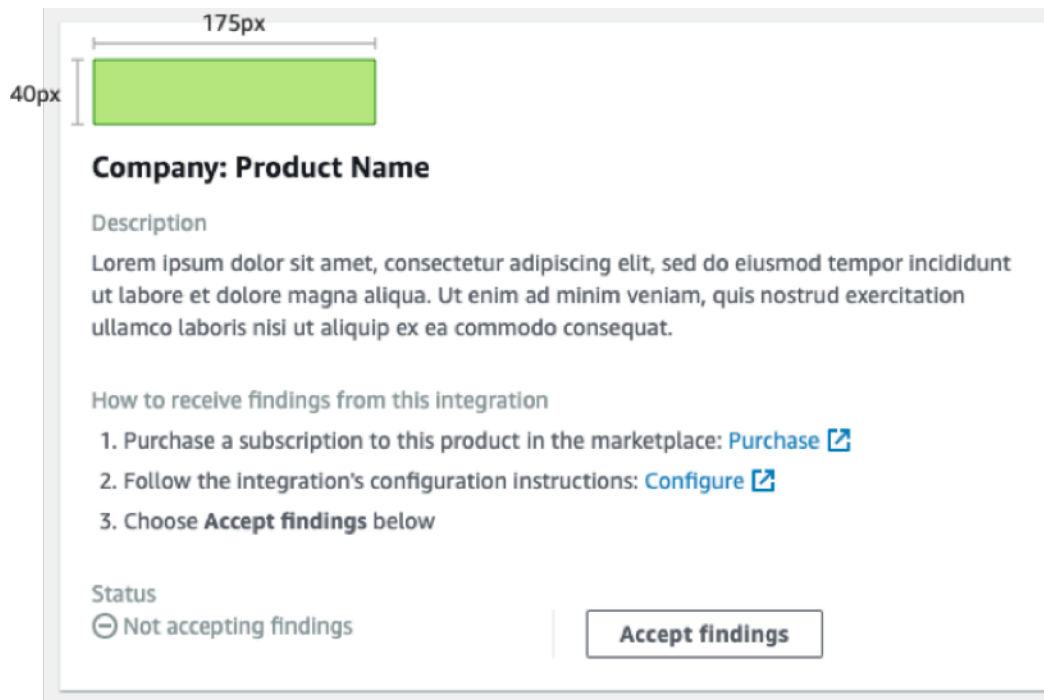 175px
40px
Company: Product Name
Description
Lorem ipsum dolor sit amet, consectetur adipiscing elit, sed do eiusmod tempor incididunt
ut labore et dolore magna aliqua. Ut enim ad minim veniam, quis nostrud exercitation
ullamco laboris nisi ut aliquip ex ea commodo consequat.
How to receive findings from this integration
1. Purchase a subscription to this product in the marketplace: Purchase
2. Follow the integration's configuration instructions: Configure
3. Choose Accept findings below
Status
Not accepting findings
Accept findings